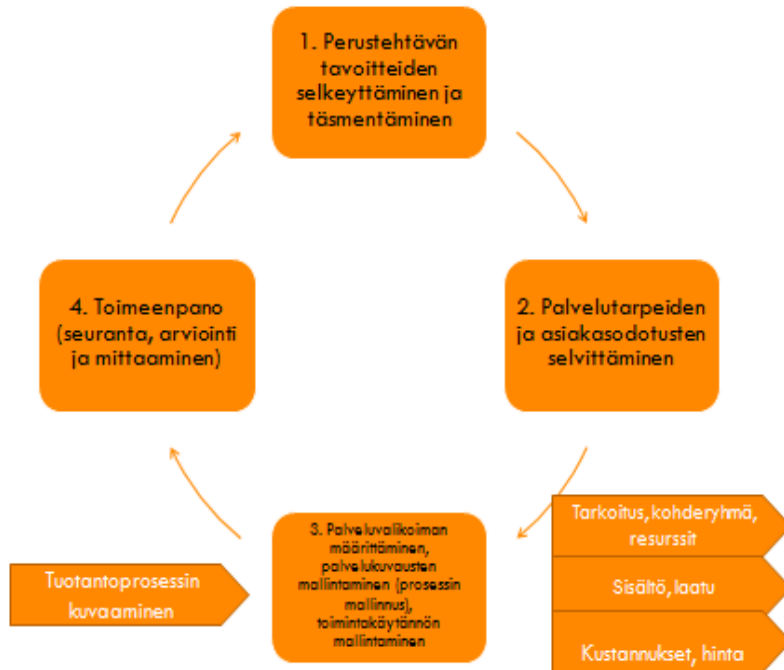 1. Perustehtävän
tavoitteiden
selkeyttäminen ja
täsmentäminen
2. Palvelutarpeiden
ja asiakasodotusten
selvittäminen
3. Palveluvalikoiman
määrittäminen,
palvelukuvausten
mallintaminen (prosessin
mallinnus),
toimintakäytännön
mallintaminen
4. Toimeenpano
(seuranta, arviointi
ja mittaaminen)
Tuotantoprosessin
kuvaaminen
Tarkoitus, kohderyhmä,
resurssit
Sisältö, laatu
Kustannukset, hinta